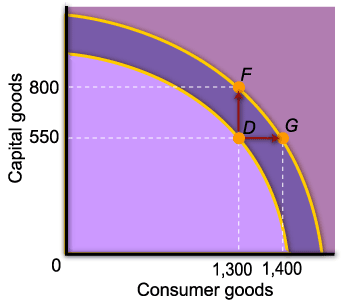 Capital goods
800
550
F
D
G
0
1,300
1,400
Consumer goods